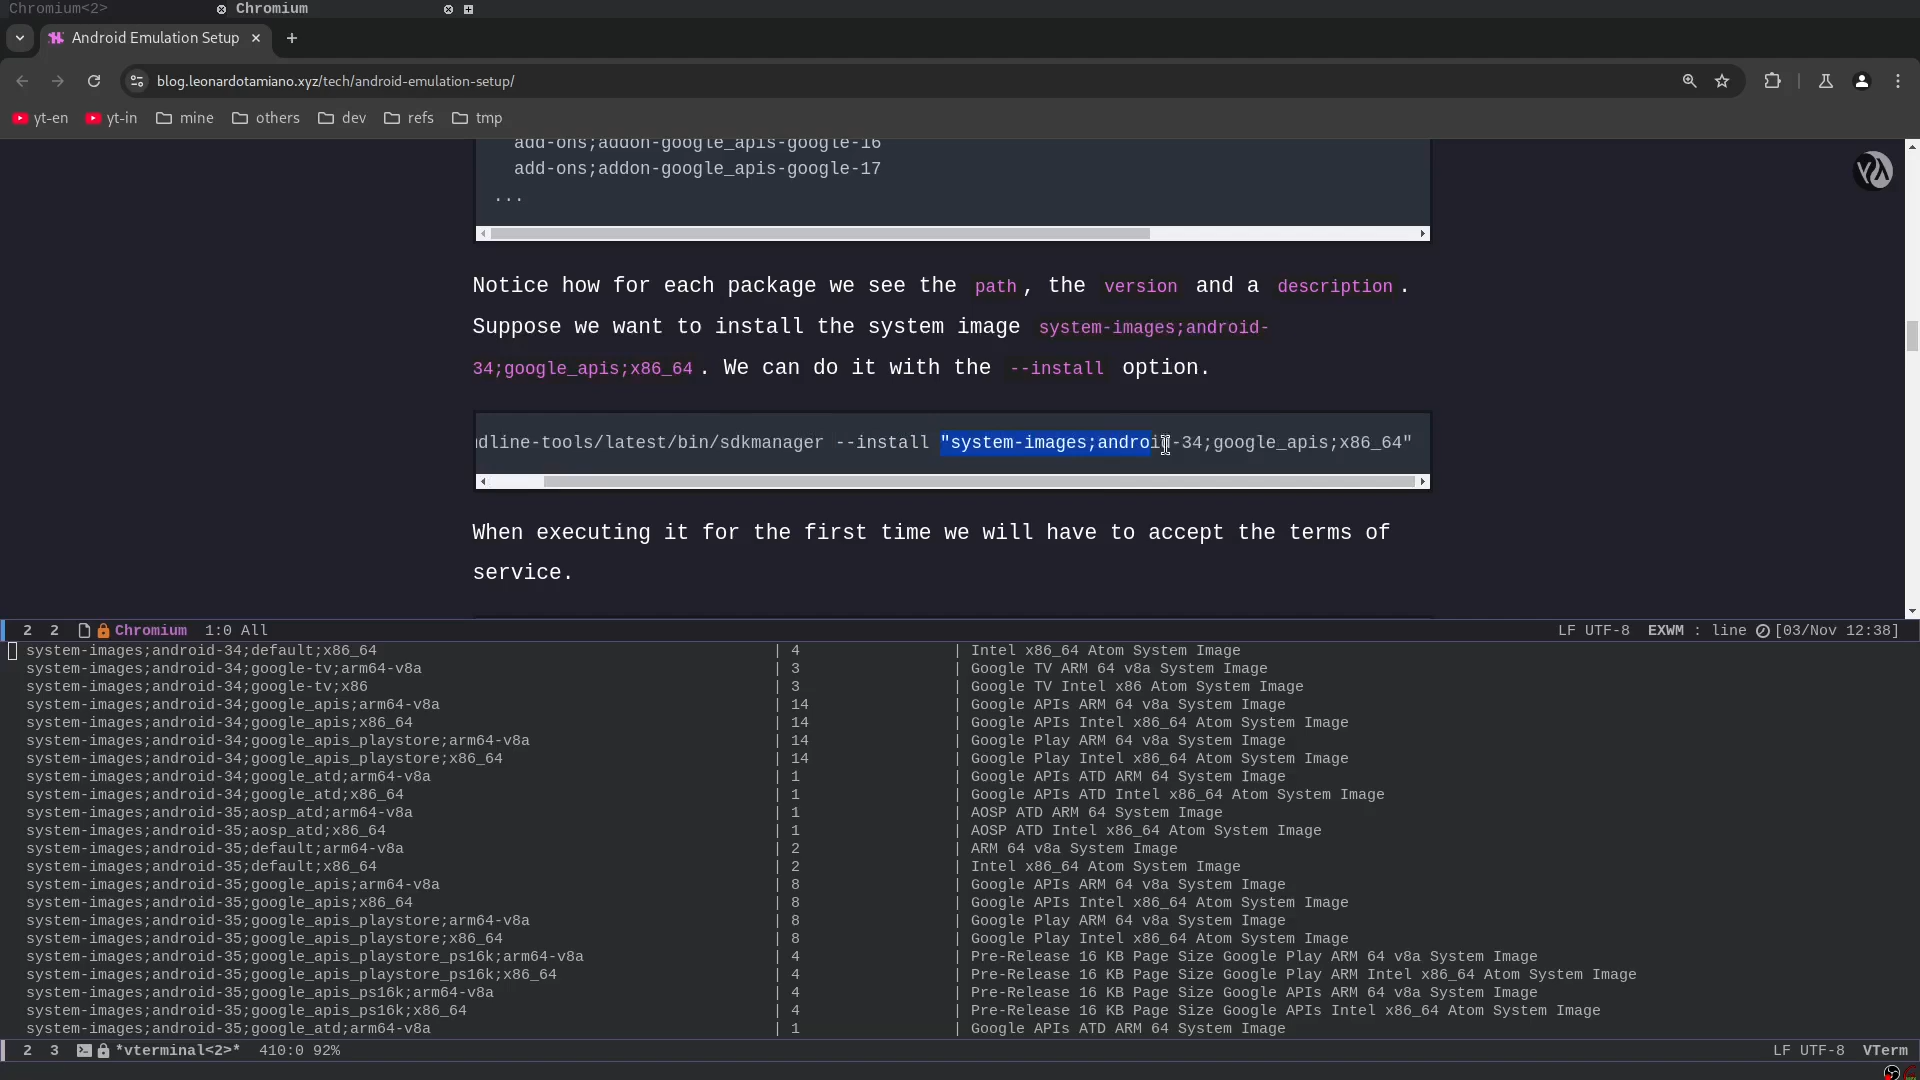 Chromium<2>
Chromium
Android Emulation Setup
blog.leonardotamiano.xyz/tech/android-emulation-setup/
yt-en yt-in mine others dev refs tmp
add-ons;addon-google_apis-google-16
add-ons;addon-google_apis-google-17
...
Notice how for each package we see the path, the version and a description.
Suppose we want to install the system image system-images;android-
34;google_apis;x86_64. We can do it with the --install option.
dline-tools/latest/bin/sdkmanager --install "system-images;android-34;google_apis;x86_64"
When executing it for the first time we will have to accept the terms of
service.
2 2 Chromium 1:0 All LF UTF-8 EXWM : line [03/Nov 12:38]
system-images;android-34;default;x86_64 | 4 | Intel x86_64 Atom System Image
system-images;android-34;google-tv;arm64-v8a | 3 | Google TV ARM 64 v8a System Image
system-images;android-34;google-tv;x86 | 3 | Google TV Intel x86 Atom System Image
system-images;android-34;google_apis;arm64-v8a | 14 | Google APIs ARM 64 v8a System Image
system-images;android-34;google_apis;x86_64 | 14 | Google APIs Intel x86_64 Atom System Image
system-images;android-34;google_apis_playstore;arm64-v8a | 14 | Google Play ARM 64 v8a System Image
system-images;android-34;google_apis_playstore;x86_64 | 14 | Google Play Intel x86_64 Atom System Image
system-images;android-34;google_atd;arm64-v8a | 1 | Google APIs ATD ARM 64 System Image
system-images;android-34;google_atd;x86_64 | 1 | Google APIs ATD Intel x86_64 Atom System Image
system-images;android-35;aosp_atd;arm64-v8a | 1 | AOSP ATD ARM 64 System Image
system-images;android-35;aosp_atd;x86_64 | 1 | AOSP ATD Intel x86_64 Atom System Image
system-images;android-35;default;arm64-v8a | 2 | ARM 64 v8a System Image
system-images;android-35;default;x86_64 | 2 | Intel x86_64 Atom System Image
system-images;android-35;google_apis;arm64-v8a | 8 | Google APIs ARM 64 v8a System Image
system-images;android-35;google_apis;x86_64 | 8 | Google APIs Intel x86_64 Atom System Image
system-images;android-35;google_apis_playstore;arm64-v8a | 8 | Google Play ARM 64 v8a System Image
system-images;android-35;google_apis_playstore;x86_64 | 8 | Google Play Intel x86_64 Atom System Image
system-images;android-35;google_apis_playstore_ps16k;arm64-v8a | 4 | Pre-Release 16 KB Page Size Google Play ARM 64 v8a System Image
system-images;android-35;google_apis_playstore_ps16k;x86_64 | 4 | Pre-Release 16 KB Page Size Google Play ARM Intel x86_64 Atom System Image
system-images;android-35;google_apis_ps16k;arm64-v8a | 4 | Pre-Release 16 KB Page Size Google APIs ARM 64 v8a System Image
system-images;android-35;google_apis_ps16k;x86_64 | 4 | Pre-Release 16 KB Page Size Google APIs Intel x86_64 Atom System Image
system-images;android-35;google_atd;arm64-v8a | 1 | Google APIs ATD ARM 64 System Image
2 3 *vterminal<2>* 410:0 92% LF UTF-8 VTerm